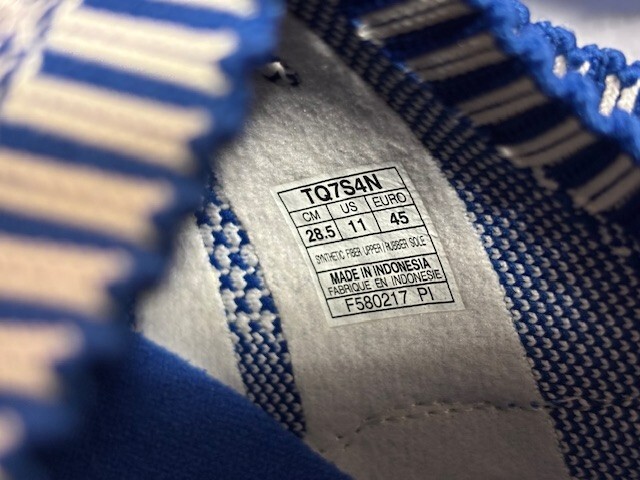 TQ7S4N
CM US EURO
28.5 11 45
SYNTHETIC FIBER UPPER / RUBBER SOLE
MADE IN INDONESIA
FABRIQUE EN INDONESIE
F580217 PI